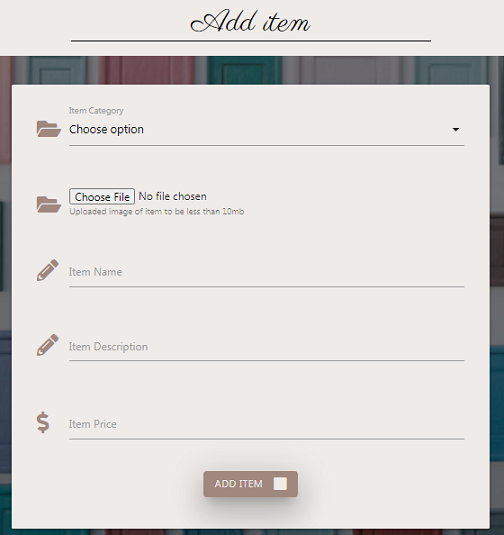 Add item
Item Category
Choose option
Choose File No file chosen
Uploaded image of item to be less than 10mb
Item Name
Item Description
$
Item Price
ADD ITEM